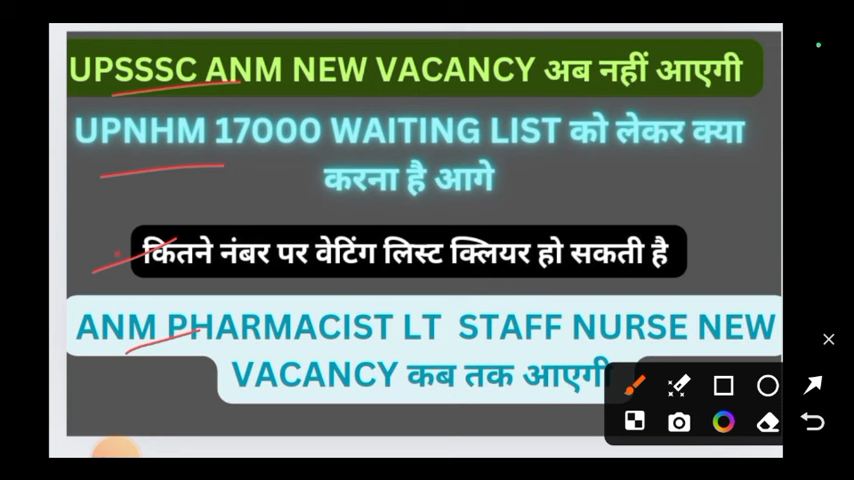 UPSSSC ANM NEW VACANCY अब नहीं आएगी
UPNHM 17000 WAITING LIST को लेकर क्या
करना है आगे
कितने नंबर पर वेटिंग लिस्ट क्लियर हो सकती है
ANM PHARMACIST LT STAFF NURSE NEW
VACANCY कब तक आएगी